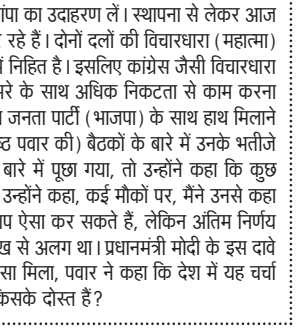 ांपा का उदाहरण लें। स्थापना से लेकर आज
रहे हैं। दोनों दलों की विचारधारा (महात्मा)
में निहित है। इसलिए कांग्रेस जैसी विचारधारा
सरे के साथ अधिक निकटता से काम करना
जनता पार्टी (भाजपा) के साथ हाथ मिलाने
पवार की) बैठकों के बारे में उनके भतीजे
बारे में पूछा गया, तो उन्होंने कहा कि कुछ
उन्होंने कहा, कई मौकों पर, मैंने उनसे कहा
ऐसा कर सकते हैं, लेकिन अंतिम निर्णय
से अलग था। प्रधानमंत्री मोदी के इस दावे
सा मिला, पवार ने कहा कि देश में यह चर्चा
किसके दोस्त हैं?